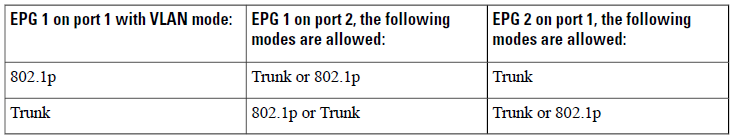 EPG 1 on port 1 with VLAN mode:
EPG 1 on port 2, the following
modes are allowed:
EPG 2 on port 1, the following
modes are allowed:
802.1p
Trunk or 802.1p
Trunk
Trunk
802.1p or Trunk
Trunk or 802.1p